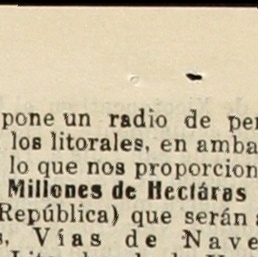 pone un radio de per
los litorales, en amba
lo que nos proporcion
Millones de Hectáras
República) que serán a
s, Vías de Nave